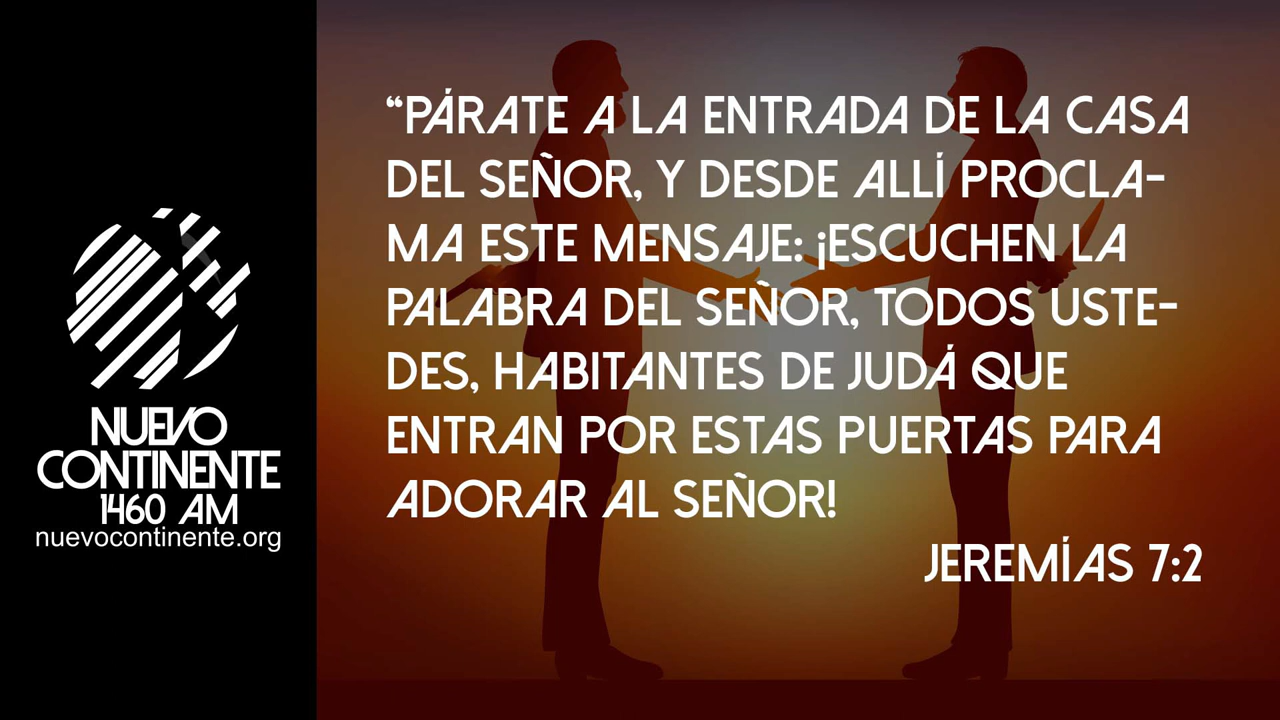 NUEVO
CONTINENTE
1460 AM
nuevocontinente.org
“PÁRATE A LA ENTRADA DE LA CASA
DEL SEÑOR, Y DESDE ALLÍ PROCLA-
MA ESTE MENSAJE: ¡ESCUCHEN LA
PALABRA DEL SEÑOR, TODOS USTE-
DES, HABITANTES DE JUDÁ QUE
ENTRAN POR ESTAS PUERTAS PARA
ADORAR AL SEÑOR!
JEREMÍAS 7:2